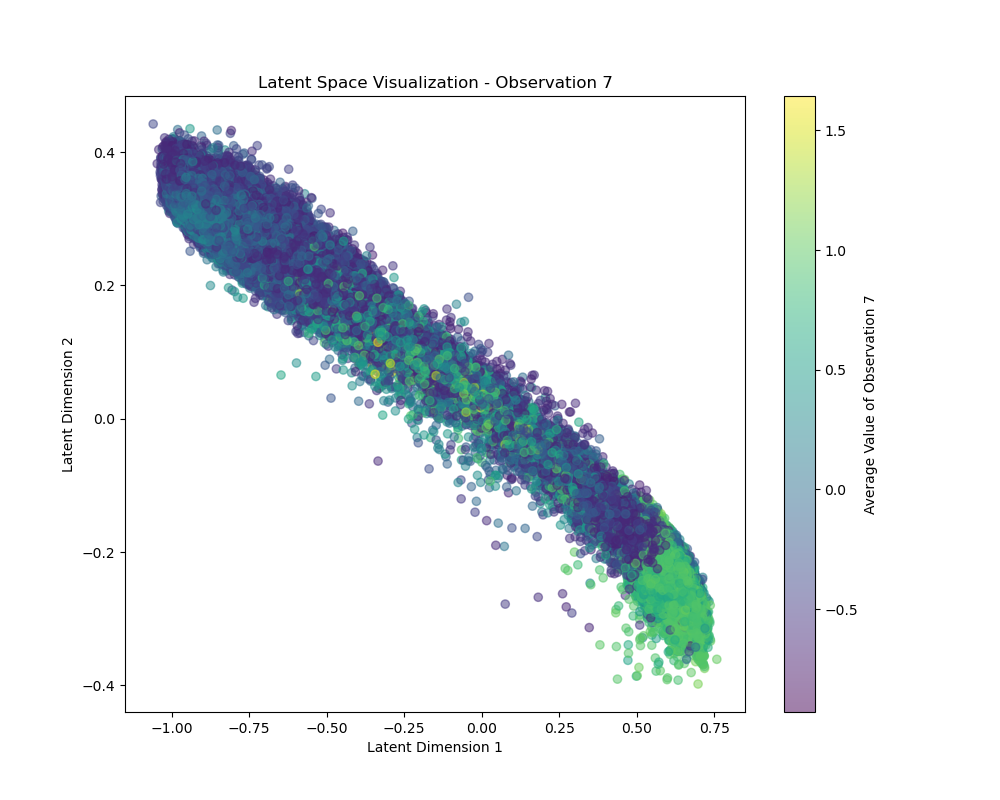 Latent Space Visualization - Observation 7
Latent Dimension 2
0.4
0.2
0.0
−0.2
−0.4
−1.00 −0.75 −0.50 −0.25 0.00 0.25 0.50 0.75
Latent Dimension 1
1.5
1.0
0.5
0.0
−0.5
Average Value of Observation 7